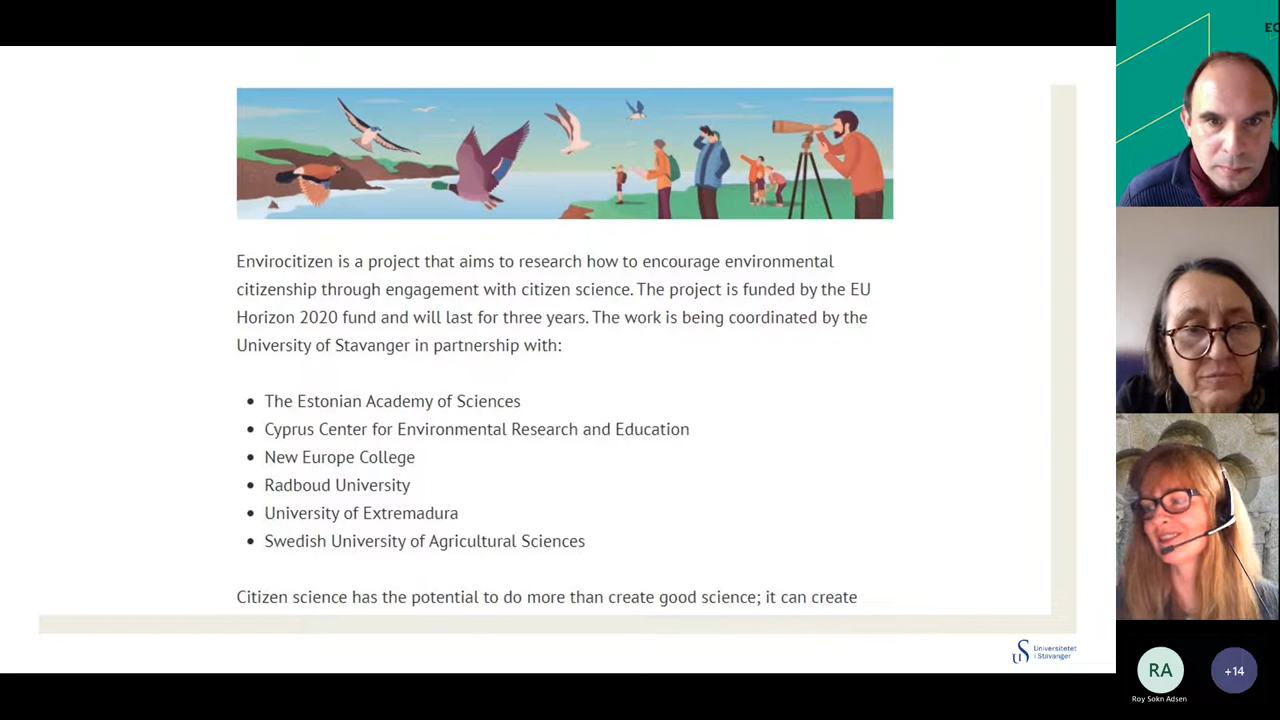 Envirocitizen is a project that aims to research how to encourage environmental
citizenship through engagement with citizen science. The project is funded by the EU
Horizon 2020 fund and will last for three years. The work is being coordinated by the
University of Stavanger in partnership with:
• The Estonian Academy of Sciences
• Cyprus Center for Environmental Research and Education
• New Europe College
• Radboud University
• University of Extremadura
• Swedish University of Agricultural Sciences
Citizen science has the potential to do more than create good science; it can create
Universitetet
i Stavanger
RA
+14
Roy Sokn Adsen